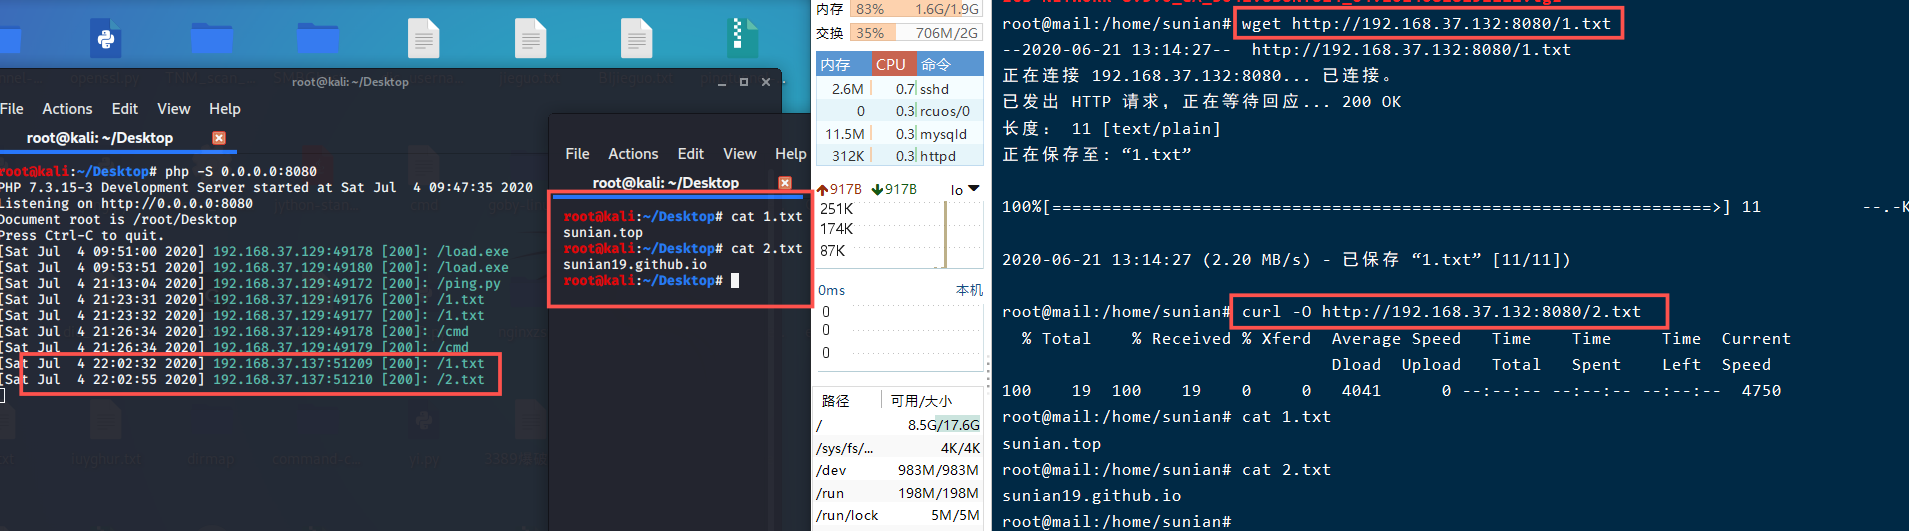 root@kali: ~/Desktop
File Actions Edit View Help
root@kali: ~/Desktop
root@kali:~/Desktop# php -S 0.0.0.0:8080
PHP 7.3.15-3 Development Server started at Sat Jul  4 09:47:35 2020
Listening on http://0.0.0.0:8080
Document root is /root/Desktop
Press Ctrl-C to quit.
[Sat Jul  4 09:51:00 2020] 192.168.37.129:49178 [200]: /load.exe
[Sat Jul  4 09:53:51 2020] 192.168.37.129:49180 [200]: /load.exe
[Sat Jul  4 21:13:04 2020] 192.168.37.129:49172 [200]: /ping.py
[Sat Jul  4 21:23:31 2020] 192.168.37.129:49176 [200]: /1.txt
[Sat Jul  4 21:23:32 2020] 192.168.37.129:49177 [200]: /1.txt
[Sat Jul  4 21:26:34 2020] 192.168.37.129:49178 [200]: /cmd
[Sat Jul  4 21:26:34 2020] 192.168.37.129:49179 [200]: /cmd
[Sat Jul  4 22:02:32 2020] 192.168.37.137:51209 [200]: /1.txt
[Sat Jul  4 22:02:55 2020] 192.168.37.137:51210 [200]: /2.txt
File Actions Edit View Help
root@kali: ~/Desktop
root@kali:~/Desktop# cat 1.txt
sunian.top
root@kali:~/Desktop# cat 2.txt
sunian19.github.io
root@kali:~/Desktop#
内存 83% 1.6G/1.9G
交换 35% 706M/2G
内存 CPU 命令
2.6M 0.7 sshd
0 0.3 rcuos/0
11.5M 0.3 mysqld
312K 0.3 httpd
917B 917B lo
251K
174K
87K
0ms 本机
0
0
0
路径 可用/大小
/ 8.5G/17.6G
/sys/fs/... 4K/4K
/dev 983M/983M
/run 198M/198M
/run/lock 5M/5M
root@mail:/home/sunian# wget http://192.168.37.132:8080/1.txt
--2020-06-21 13:14:27--  http://192.168.37.132:8080/1.txt
正在连接 192.168.37.132:8080... 已连接。
已发出 HTTP 请求，正在等待回应... 200 OK
长度： 11 [text/plain]
正在保存至: “1.txt”
100%[==================================================================>] 11 --.-K
2020-06-21 13:14:27 (2.20 MB/s) - 已保存 “1.txt” [11/11])
root@mail:/home/sunian# curl -O http://192.168.37.132:8080/2.txt
% Total % Received % Xferd Average Speed Time Time Time Current
Dload Upload Total Spent Left Speed
100 19 100 19 0 0 4041 0 --:--:-- --:--:-- --:--:-- 4750
root@mail:/home/sunian# cat 1.txt
sunian.top
root@mail:/home/sunian# cat 2.txt
sunian19.github.io
root@mail:/home/sunian#